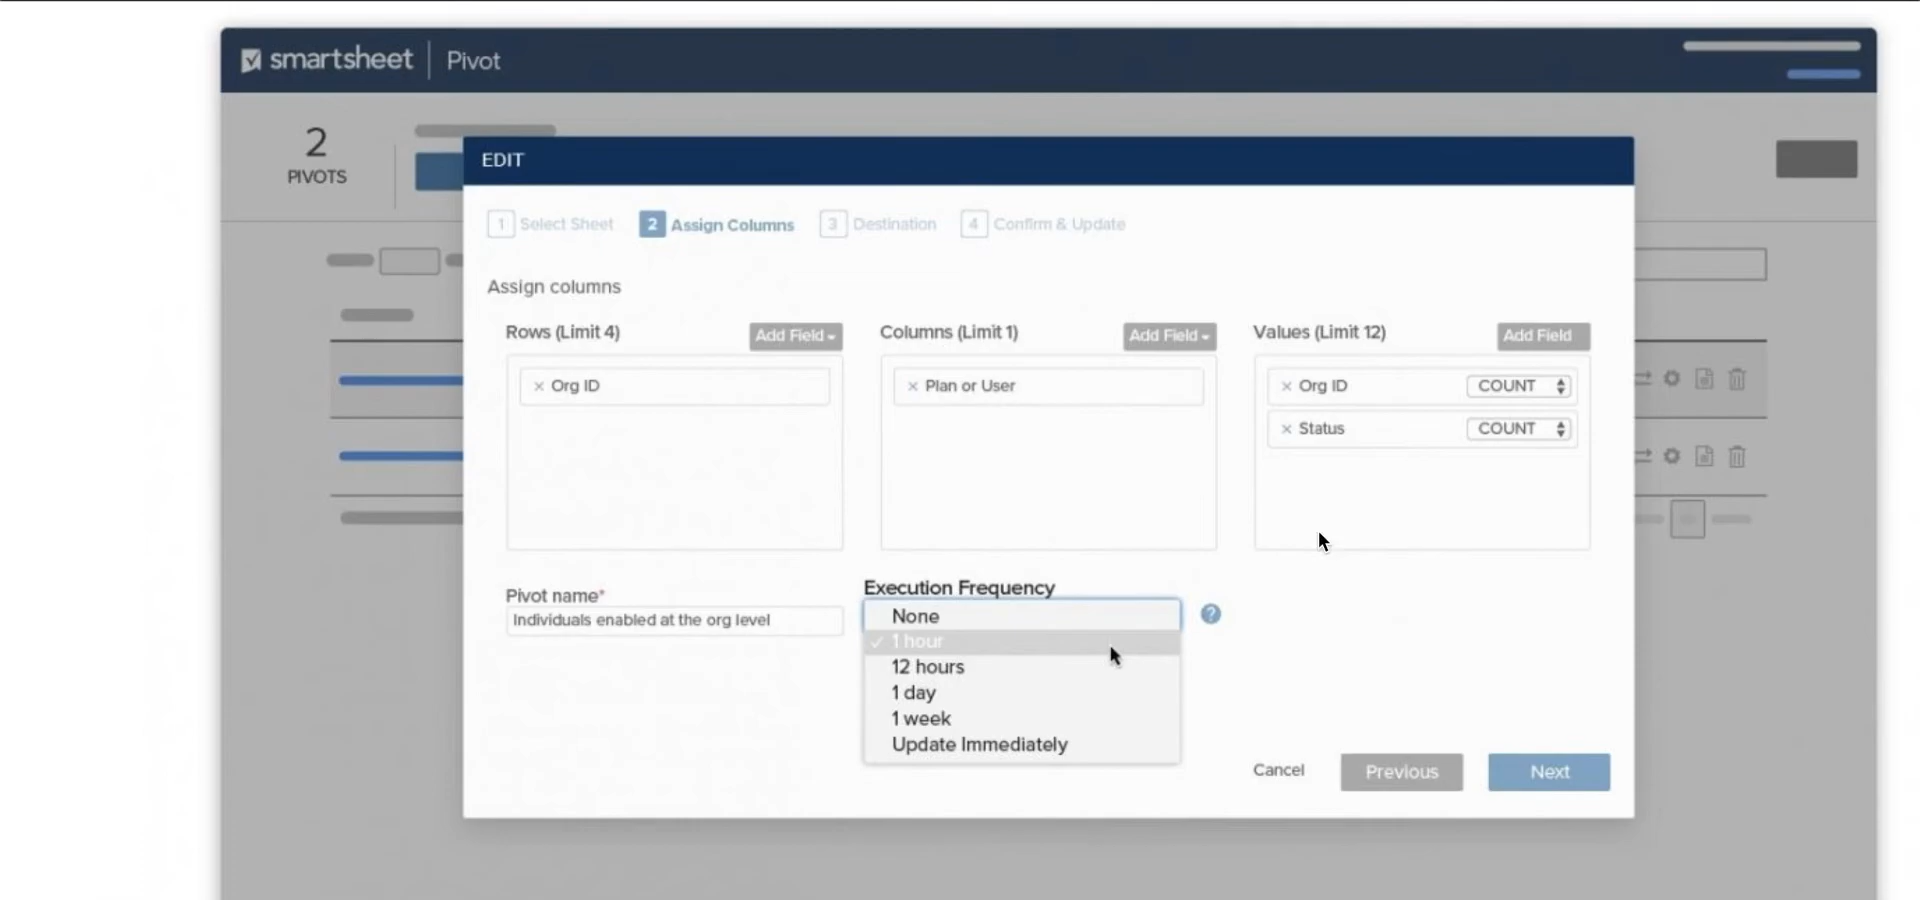 smartsheet | Pivot
2
PIVOTS
EDIT
1 Select Sheet 2 Assign Columns 3 Destination 4 Confirm & Update
Assign columns
Rows (Limit 4) Add Field Columns (Limit 1) Add Field Values (Limit 12) Add Field
× Org ID × Plan or User × Org ID COUNT
× Status COUNT
Pivot name* Execution Frequency
Individuals enabled at the org level None ?
✓ 1 hour
12 hours
1 day
1 week
Update Immediately
Cancel Previous Next